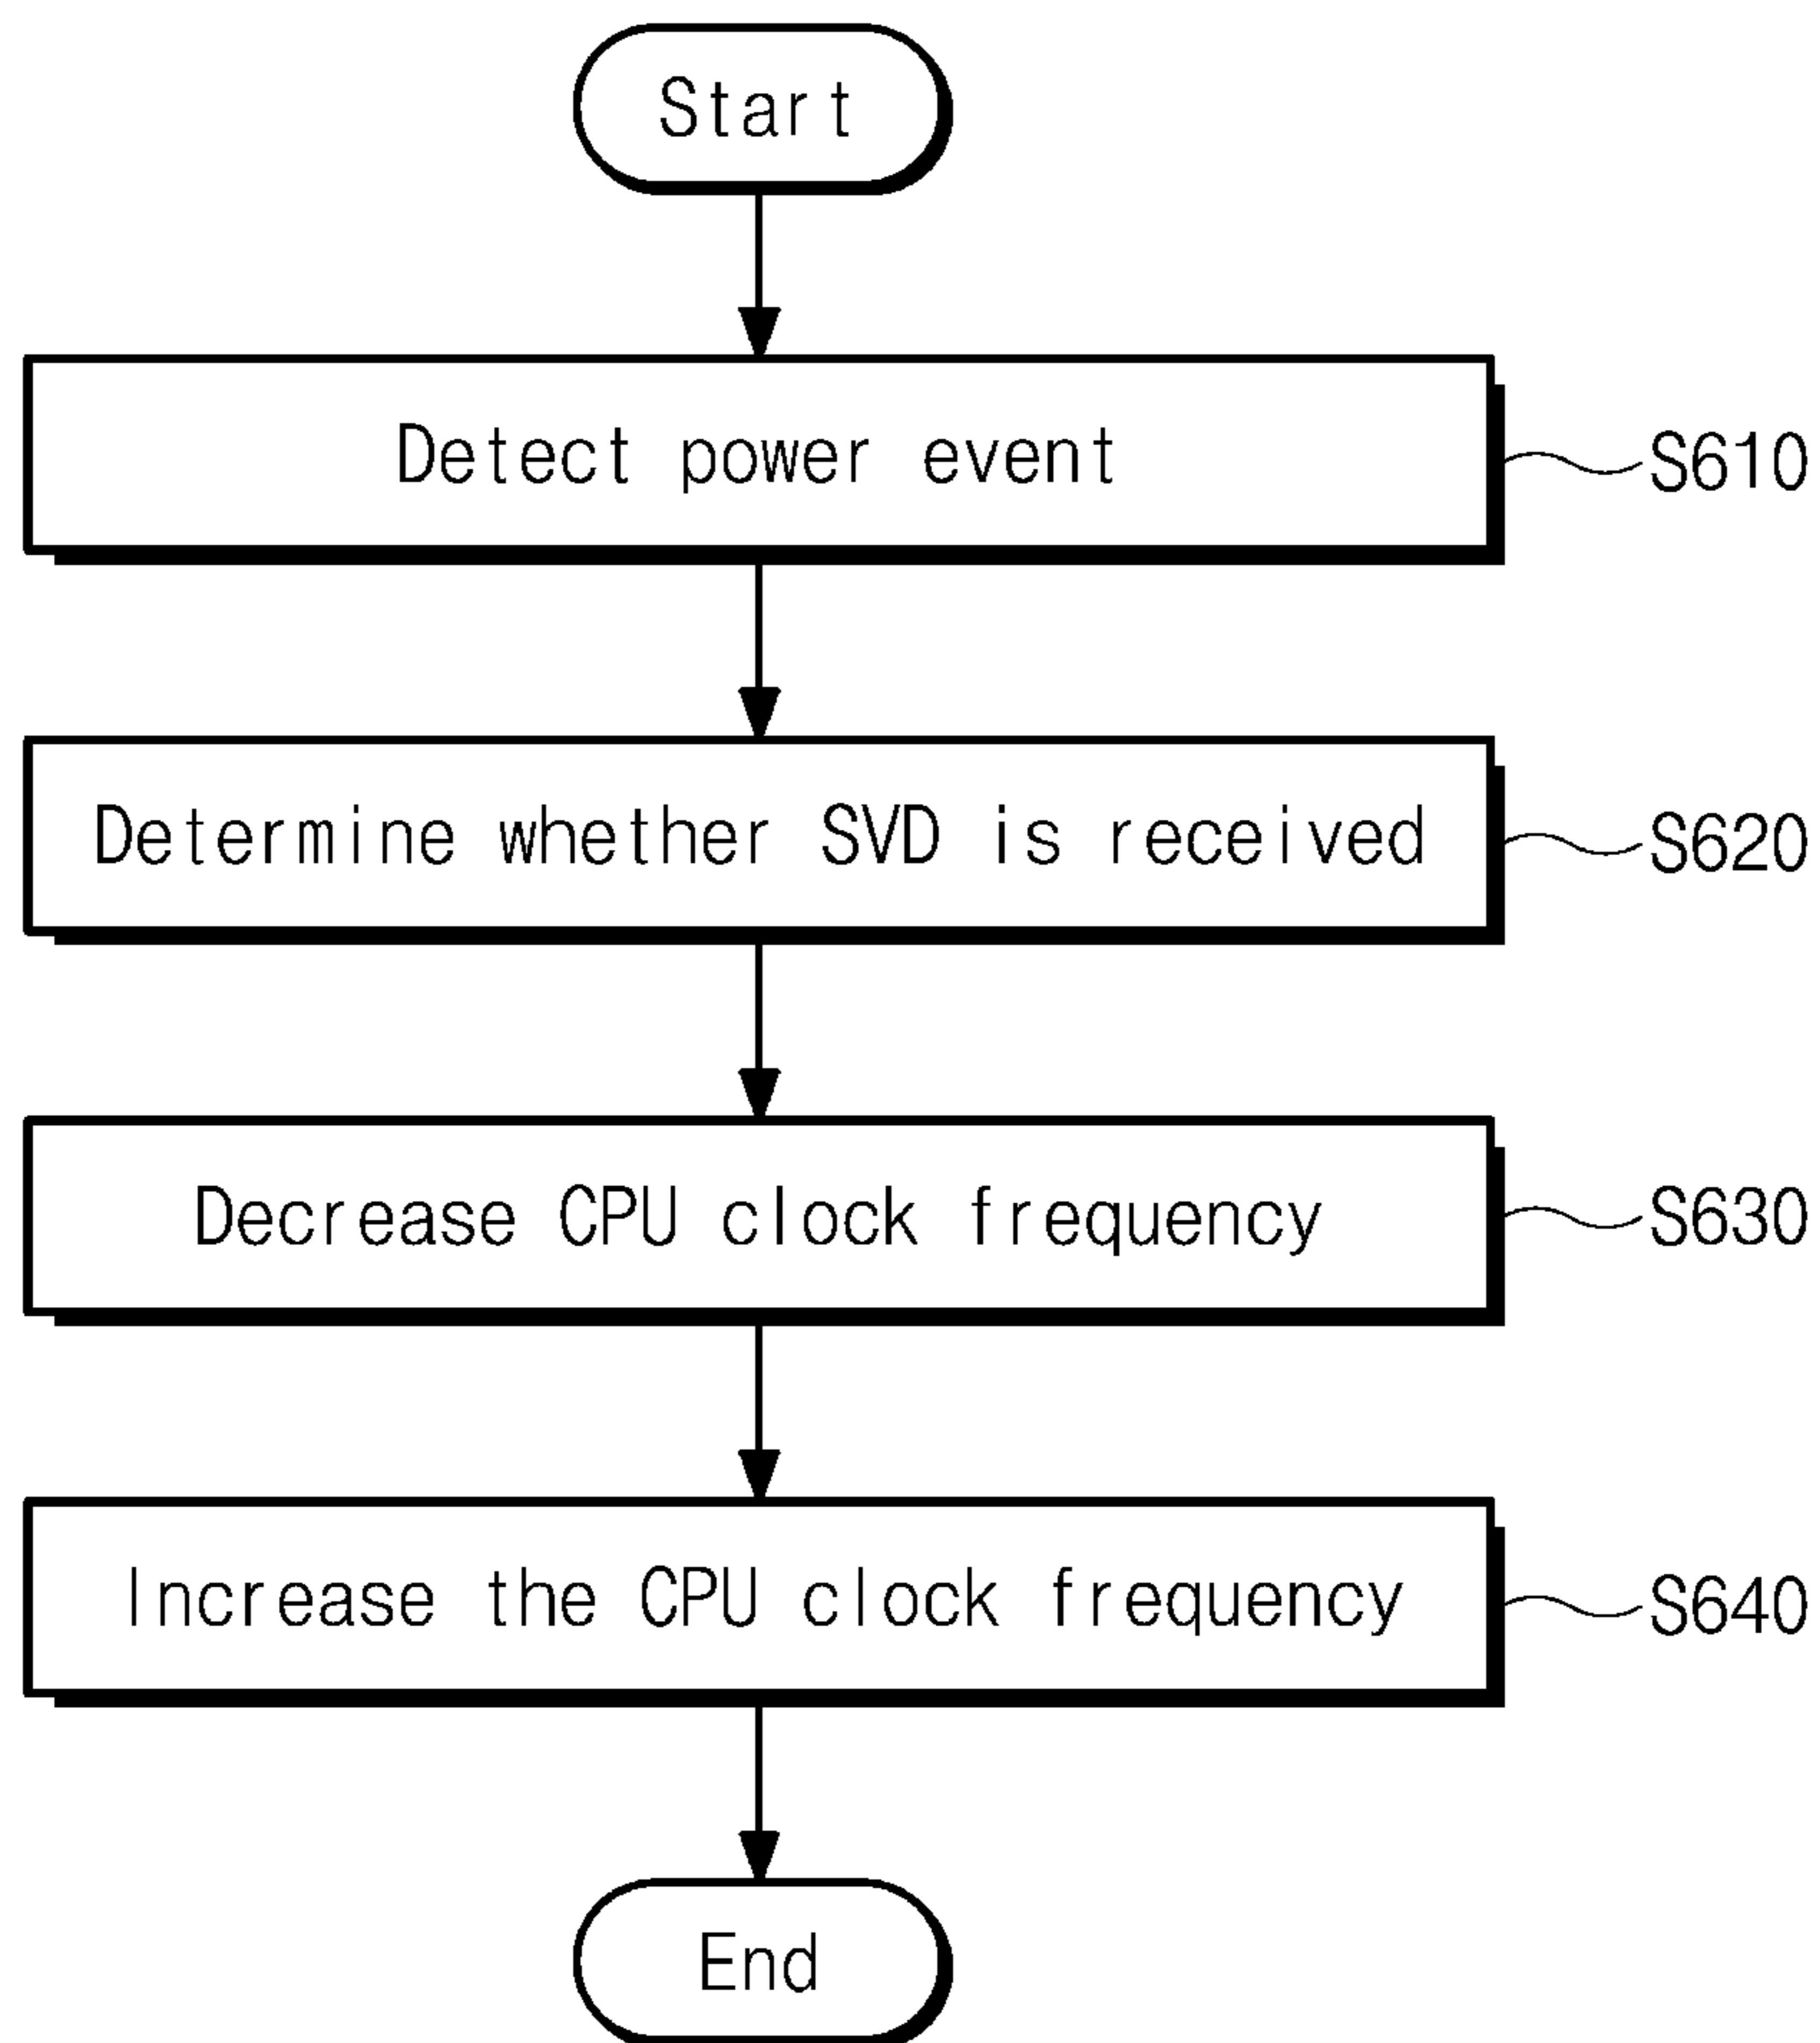 Start
Detect power event
S610
Determine whether SVD is received
S620
Decrease CPU clock frequency
S630
Increase the CPU clock frequency
S640
End